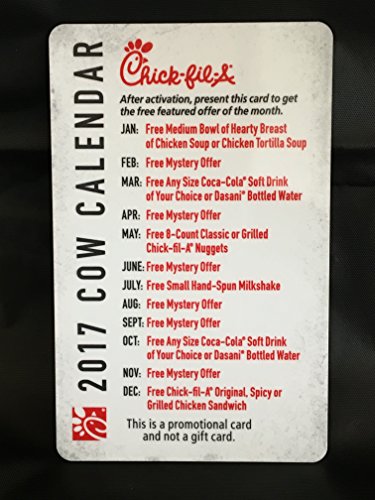 2017 COW CALENDAR
Chick-fil-A®
After activation, present this card to get
the free featured offer of the month.
JAN: Free Medium Bowl of Hearty Breast
of Chicken Soup or Chicken Tortilla Soup
FEB: Free Mystery Offer
MAR: Free Any Size Coca-Cola® Soft Drink
of Your Choice or Dasani® Bottled Water
APR: Free Mystery Offer
MAY: Free 8-Count Classic or Grilled
Chick-fil-A® Nuggets
JUNE: Free Mystery Offer
JULY: Free Small Hand-Spun Milkshake
AUG: Free Mystery Offer
SEPT: Free Mystery Offer
OCT: Free Any Size Coca-Cola® Soft Drink
of Your Choice or Dasani® Bottled Water
NOV: Free Mystery Offer
DEC: Free Chick-fil-A® Original, Spicy or
Grilled Chicken Sandwich
This is a promotional card
and not a gift card.